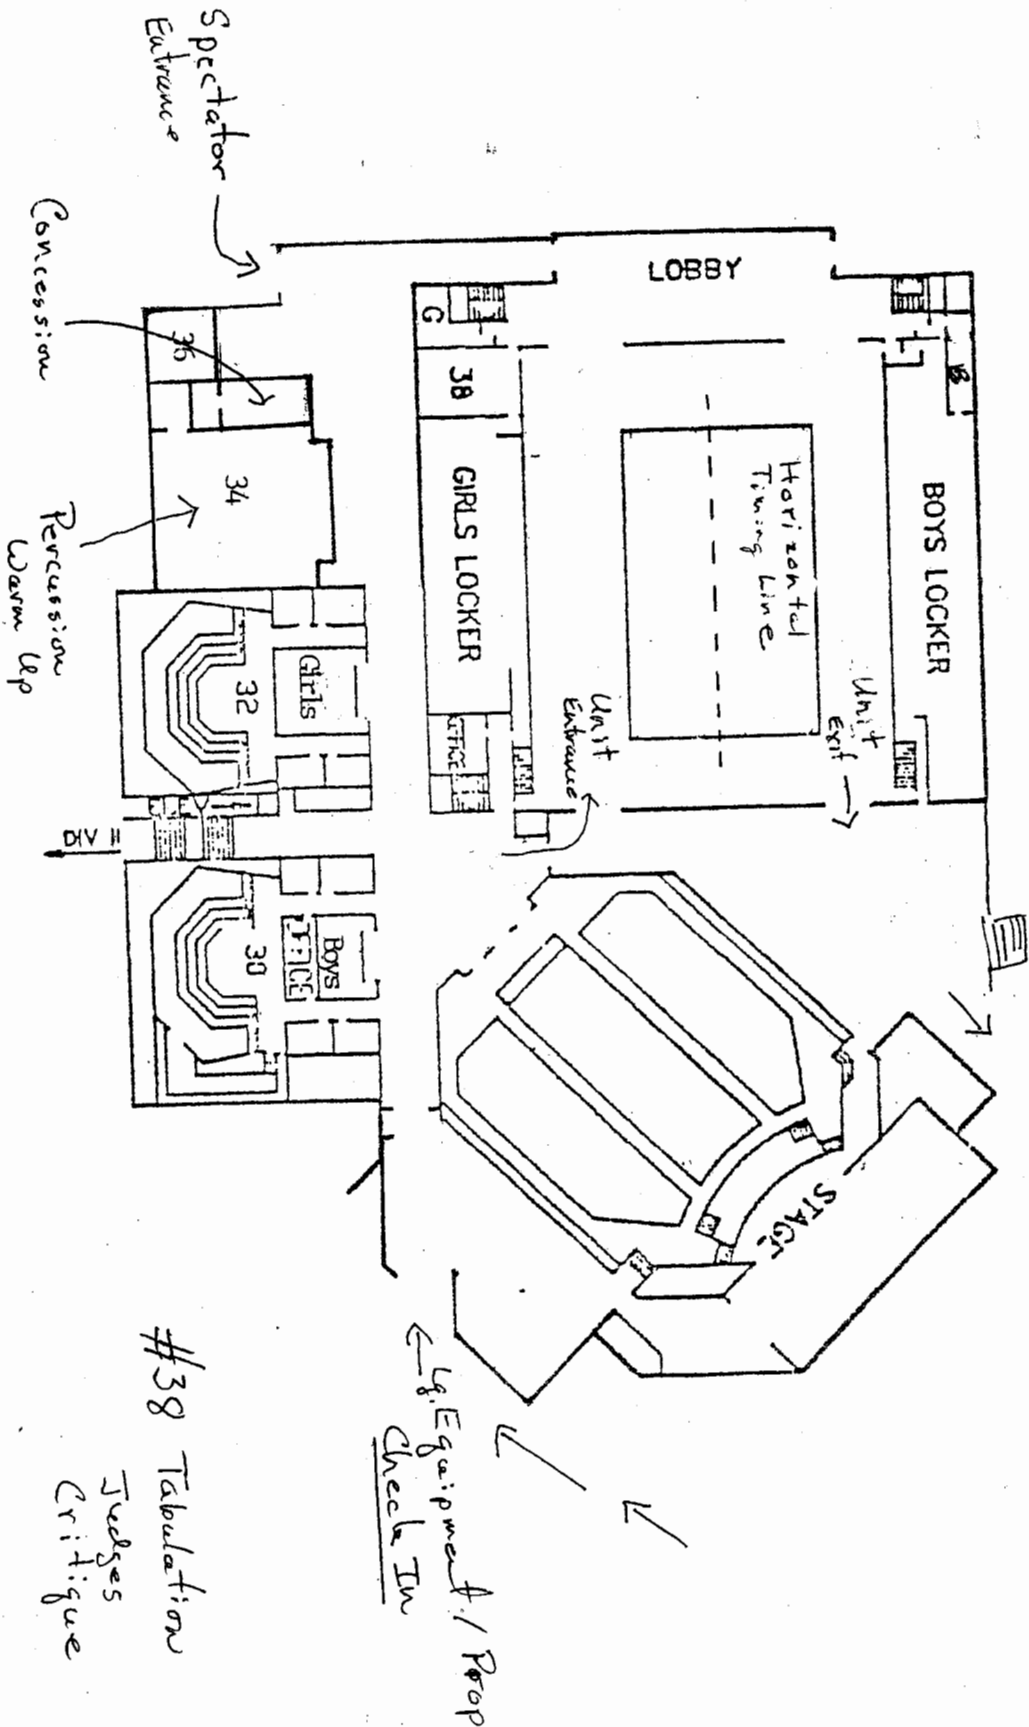 Spectator
Entrance
Concession
LOBBY
G
38
36
34
B
Horizontal
Timing Line
BOYS LOCKER
GIRLS LOCKER
Percussion
Warm Up
Girls
32
Unit
Entrance
Unit
Exit
DIV II
Boys
30
STAGE
Lg. Equipment / Prop
Check In
#38 Tabulation
Judges
Critique